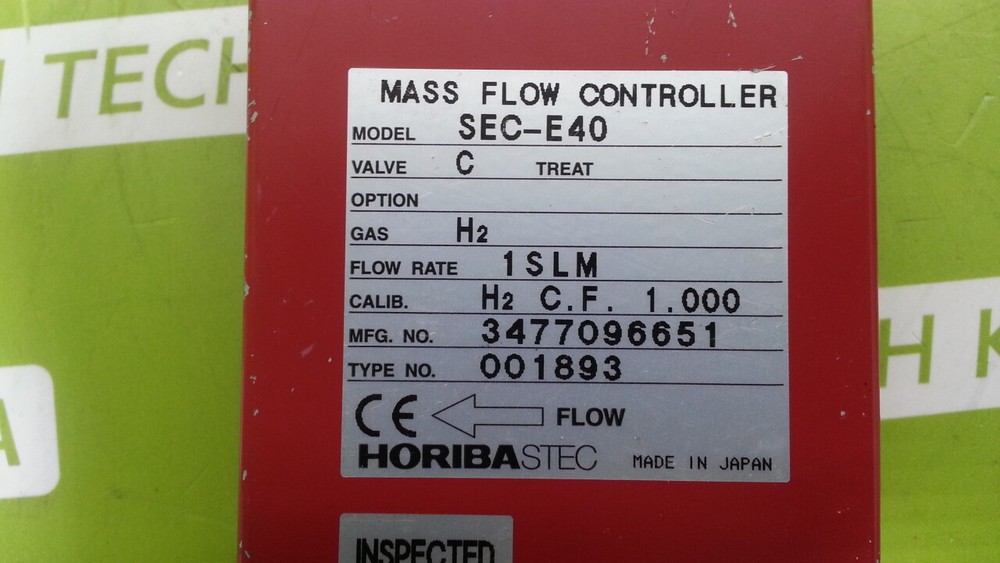 TECH
MASS FLOW CONTROLLER
MODEL SEC-E40
VALVE C TREAT
OPTION
GAS H2
FLOW RATE 1SLM
CALIB. H2 C.F. 1.000
MFG. NO. 3477096651
TYPE NO. 001893
CE FLOW
HORIBASTEC MADE IN JAPAN
INSPECTED